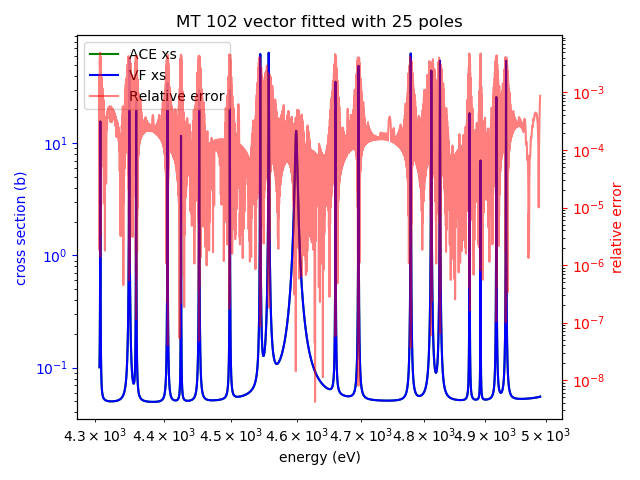 MT 102 vector fitted with 25 poles
ACE xs
VF xs
Relative error
cross section (b)
10¹
10⁰
10⁻¹
relative error
10⁻³
10⁻⁴
10⁻⁵
10⁻⁶
10⁻⁷
10⁻⁸
4.3 × 10³ 4.4 × 10³ 4.5 × 10³ 4.6 × 10³ 4.7 × 10³ 4.8 × 10³ 4.9 × 10³ 5 × 10³
energy (eV)